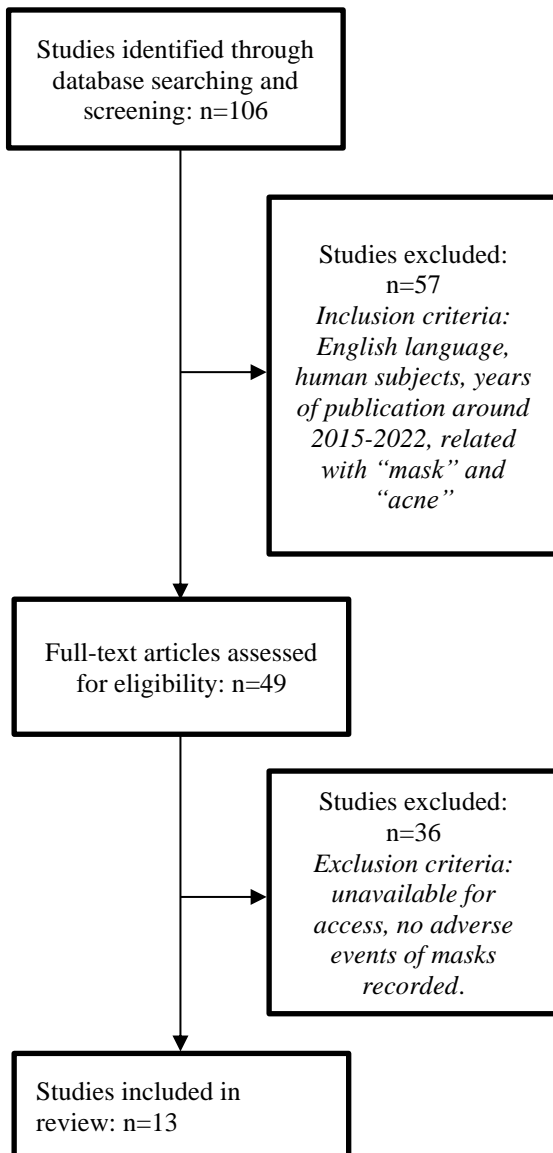 Studies identified through
database searching and
screening: n=106
Studies excluded:
n=57
Inclusion criteria:
English language,
human subjects, years
of publication around
2015-2022, related
with “mask” and
“acne”
Full-text articles assessed
for eligibility: n=49
Studies excluded:
n=36
Exclusion criteria:
unavailable for
access, no adverse
events of masks
recorded.
Studies included in
review: n=13